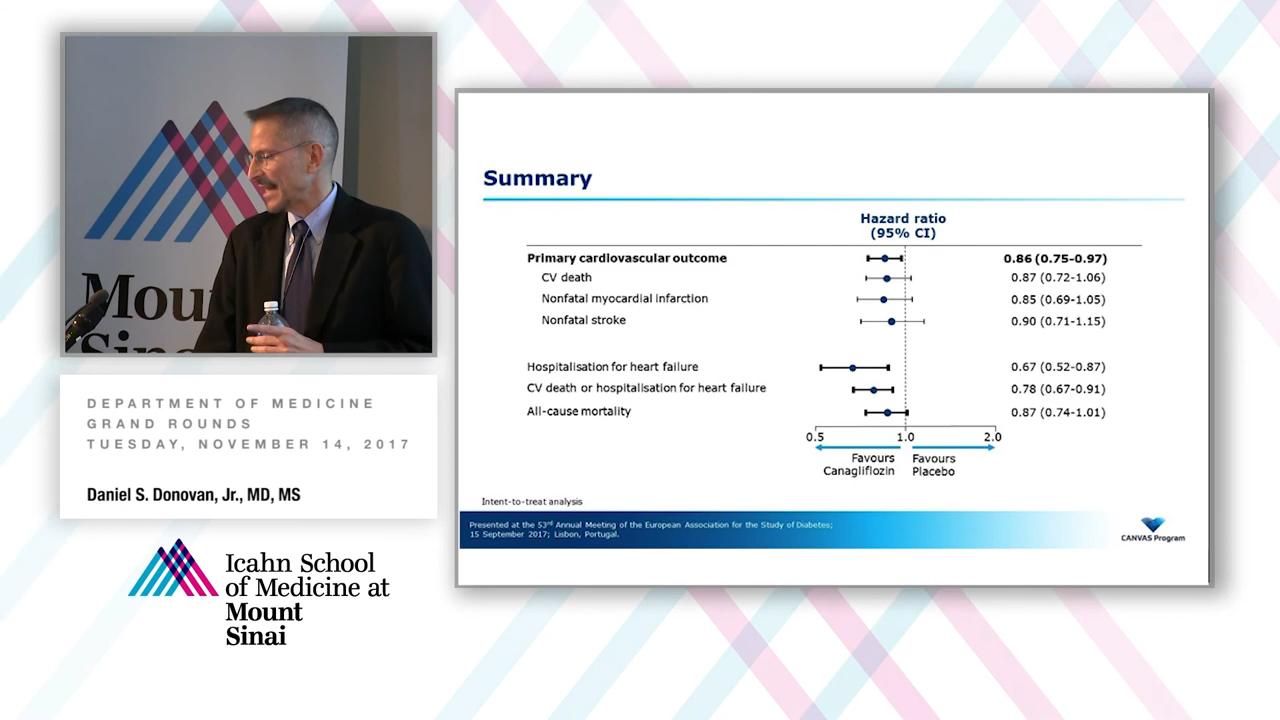 Mou
Sin
DEPARTMENT OF MEDICINE
GRAND ROUNDS
TUESDAY, NOVEMBER 14, 2017
Daniel S. Donovan, Jr., MD, MS
Icahn School
of Medicine at
Mount
Sinai
Summary
Hazard ratio
(95% CI)
Primary cardiovascular outcome 0.86 (0.75-0.97)
CV death 0.87 (0.72-1.06)
Nonfatal myocardial infarction 0.85 (0.69-1.05)
Nonfatal stroke 0.90 (0.71-1.15)
Hospitalisation for heart failure 0.67 (0.52-0.87)
CV death or hospitalisation for heart failure 0.78 (0.67-0.91)
All-cause mortality 0.87 (0.74-1.01)
0.5 1.0 2.0
Favours Favours
Canagliflozin Placebo
Intent-to-treat analysis
Presented at the 53rd Annual Meeting of the European Association for the Study of Diabetes;
15 September 2017; Lisbon, Portugal.
CANVAS Program